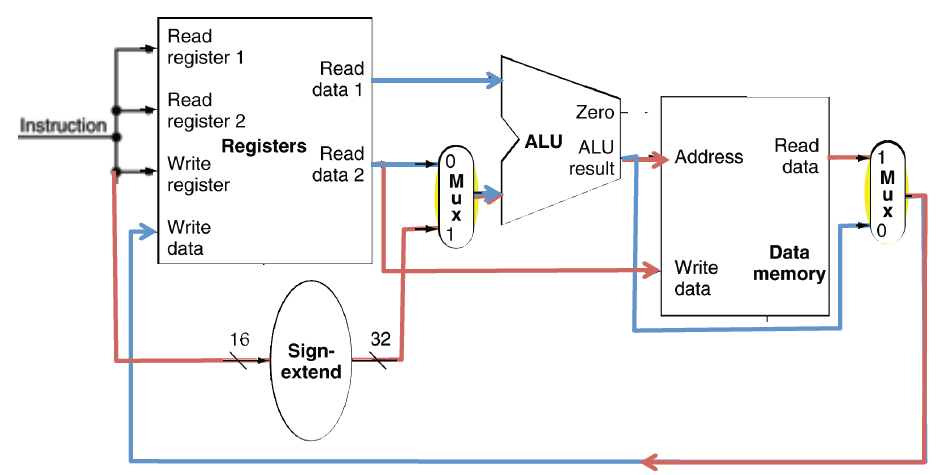 Instruction
Read
register 1
Read
register 2
Write
register
Write
data
Registers
Read
data 1
Read
data 2
16
Sign-
extend
32
0
M
u
x
1
ALU
Zero
ALU
result
Address
Write
data
Read
data
Data
memory
1
M
u
x
0